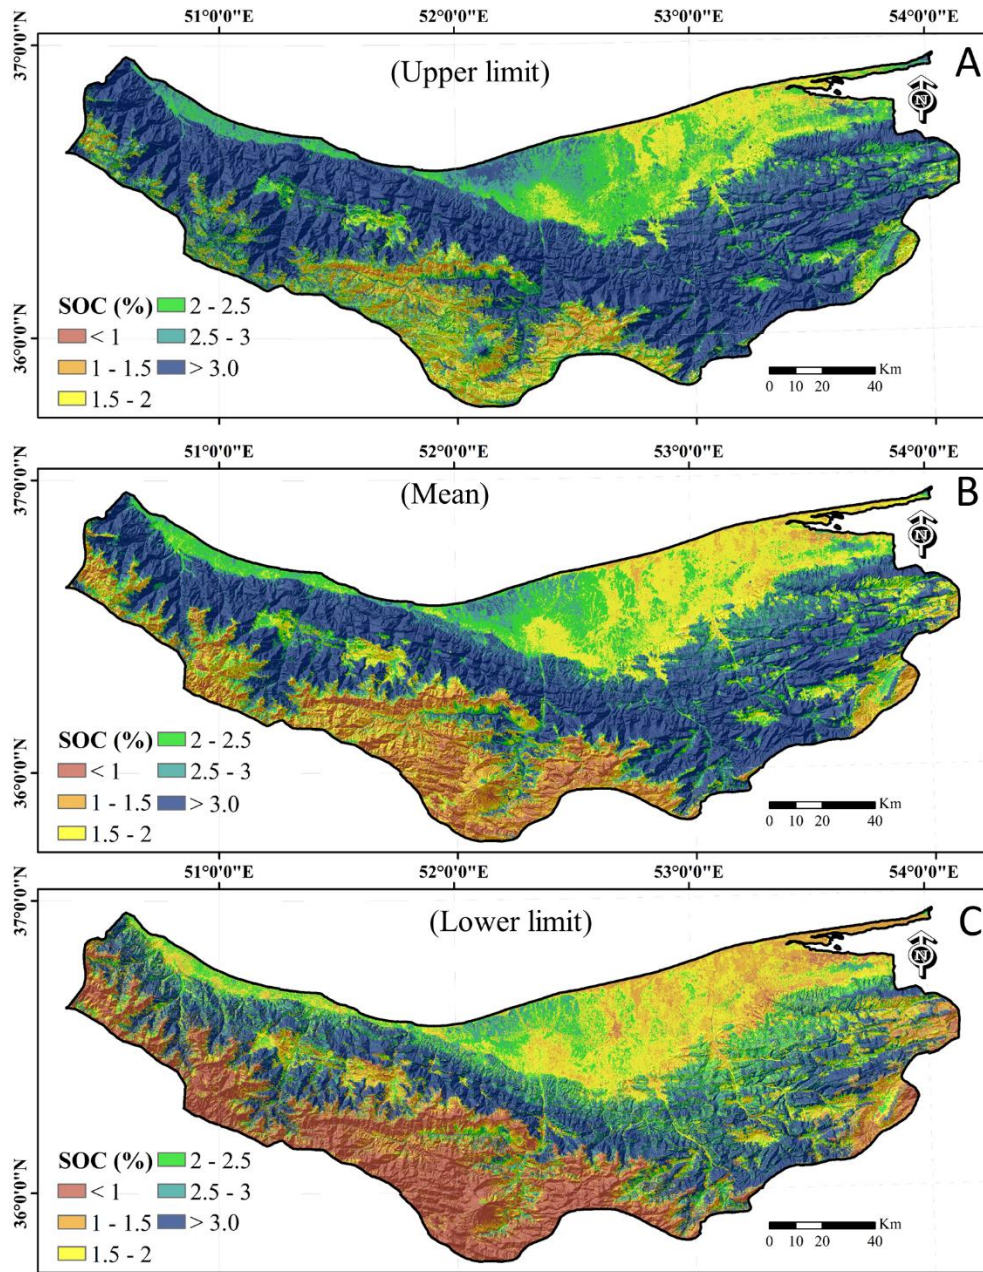 51°0'0"E 52°0'0"E 53°0'0"E 54°0'0"E
37°0'0"N
(Upper limit)
A
N
36°0'0"N
SOC (%)
2 - 2.5
< 1
2.5 - 3
1 - 1.5
> 3.0
1.5 - 2
Km
0 10 20 40
51°0'0"E 52°0'0"E 53°0'0"E 54°0'0"E
37°0'0"N
(Mean)
B
N
36°0'0"N
SOC (%)
2 - 2.5
< 1
2.5 - 3
1 - 1.5
> 3.0
1.5 - 2
Km
0 10 20 40
51°0'0"E 52°0'0"E 53°0'0"E 54°0'0"E
37°0'0"N
(Lower limit)
C
N
36°0'0"N
SOC (%)
2 - 2.5
< 1
2.5 - 3
1 - 1.5
> 3.0
1.5 - 2
Km
0 10 20 40